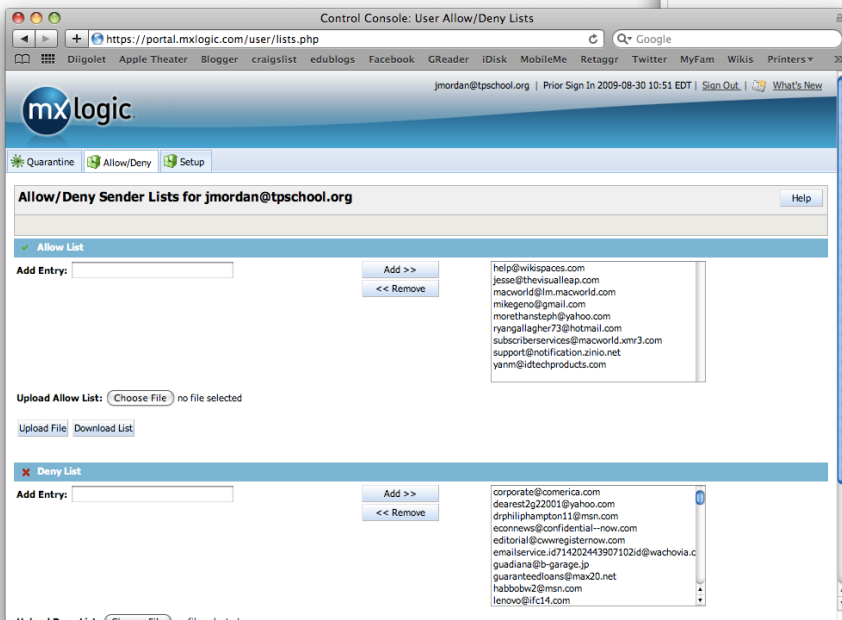 Control Console: User Allow/Deny Lists
https://portal.mxlogic.com/user/lists.php
Google
Diigolet Apple Theater Blogger craigslist edublogs Facebook GReader iDisk MobileMe Retaggr Twitter MyFam Wikis Printers
jmordan@tpschool.org | Prior Sign In 2009-08-30 10:51 EDT | Sign Out | What's New
mxlogic
Quarantine Allow/Deny Setup
Allow/Deny Sender Lists for jmordan@tpschool.org
Help
Allow List
Add Entry:
Add >>
<< Remove
help@wikispaces.com
jesse@thevisualleap.com
macworld@lm.macworld.com
mikegeno@gmail.com
morethansteph@yahoo.com
ryangallagher73@hotmail.com
subscriberservices@macworld.xmr3.com
support@notification.zinio.net
yanm@idtechproducts.com
Upload Allow List: Choose File no file selected
Upload File Download List
Deny List
Add Entry:
Add >>
<< Remove
corporate@comerica.com
dearest2g22001@yahoo.com
drphiliphampton11@msn.com
econnews@confidential--now.com
editorial@cwwregisternow.com
emailservice.id714202443907102id@wachovia.c
guadiana@b-garage.jp
guaranteedloans@max20.net
habbobw2@msn.com
lenovo@ifc14.com